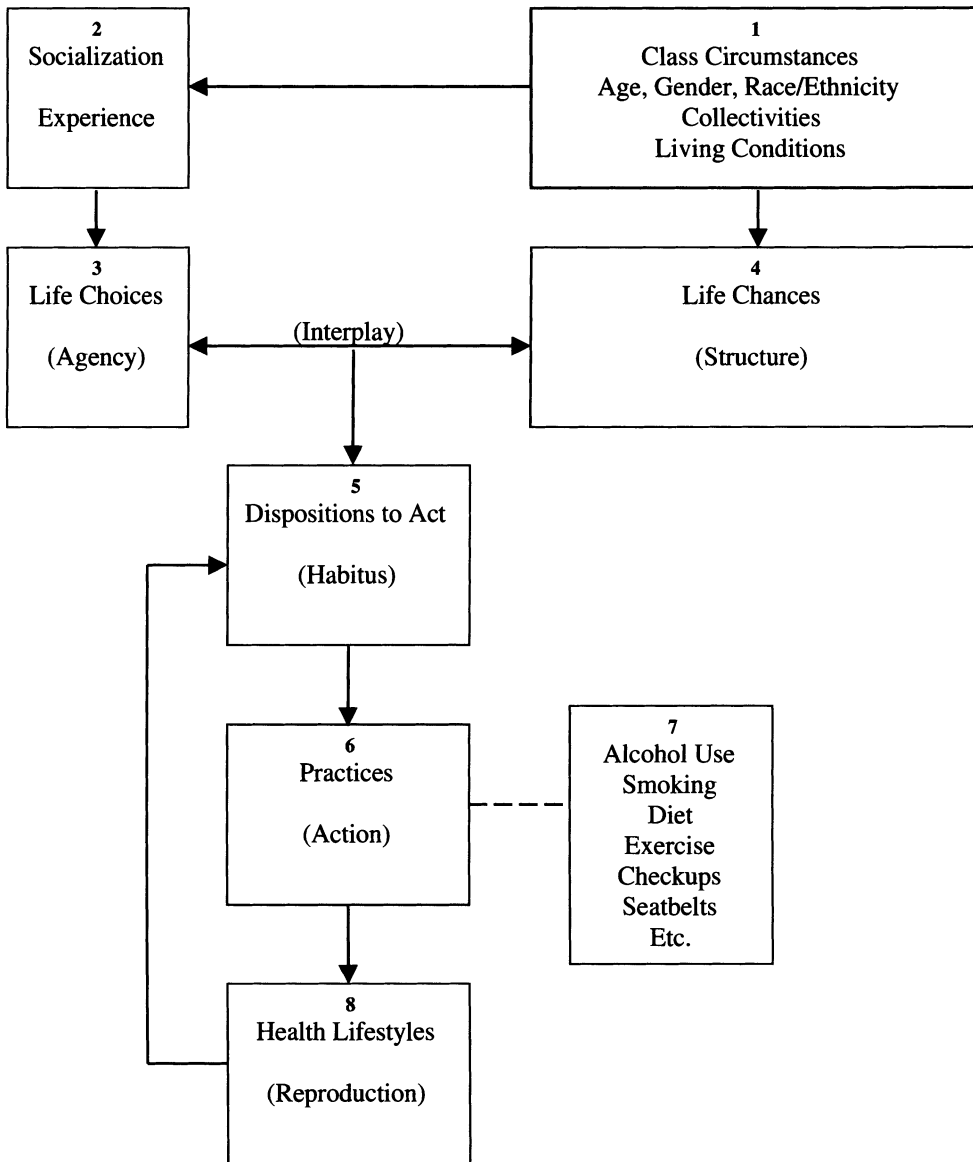 2
Socialization
Experience
1
Class Circumstances
Age, Gender, Race/Ethnicity
Collectivities
Living Conditions
3
Life Choices
(Agency)
(Interplay)
4
Life Chances
(Structure)
5
Dispositions to Act
(Habitus)
6
Practices
(Action)
7
Alcohol Use
Smoking
Diet
Exercise
Checkups
Seatbelts
Etc.
8
Health Lifestyles
(Reproduction)